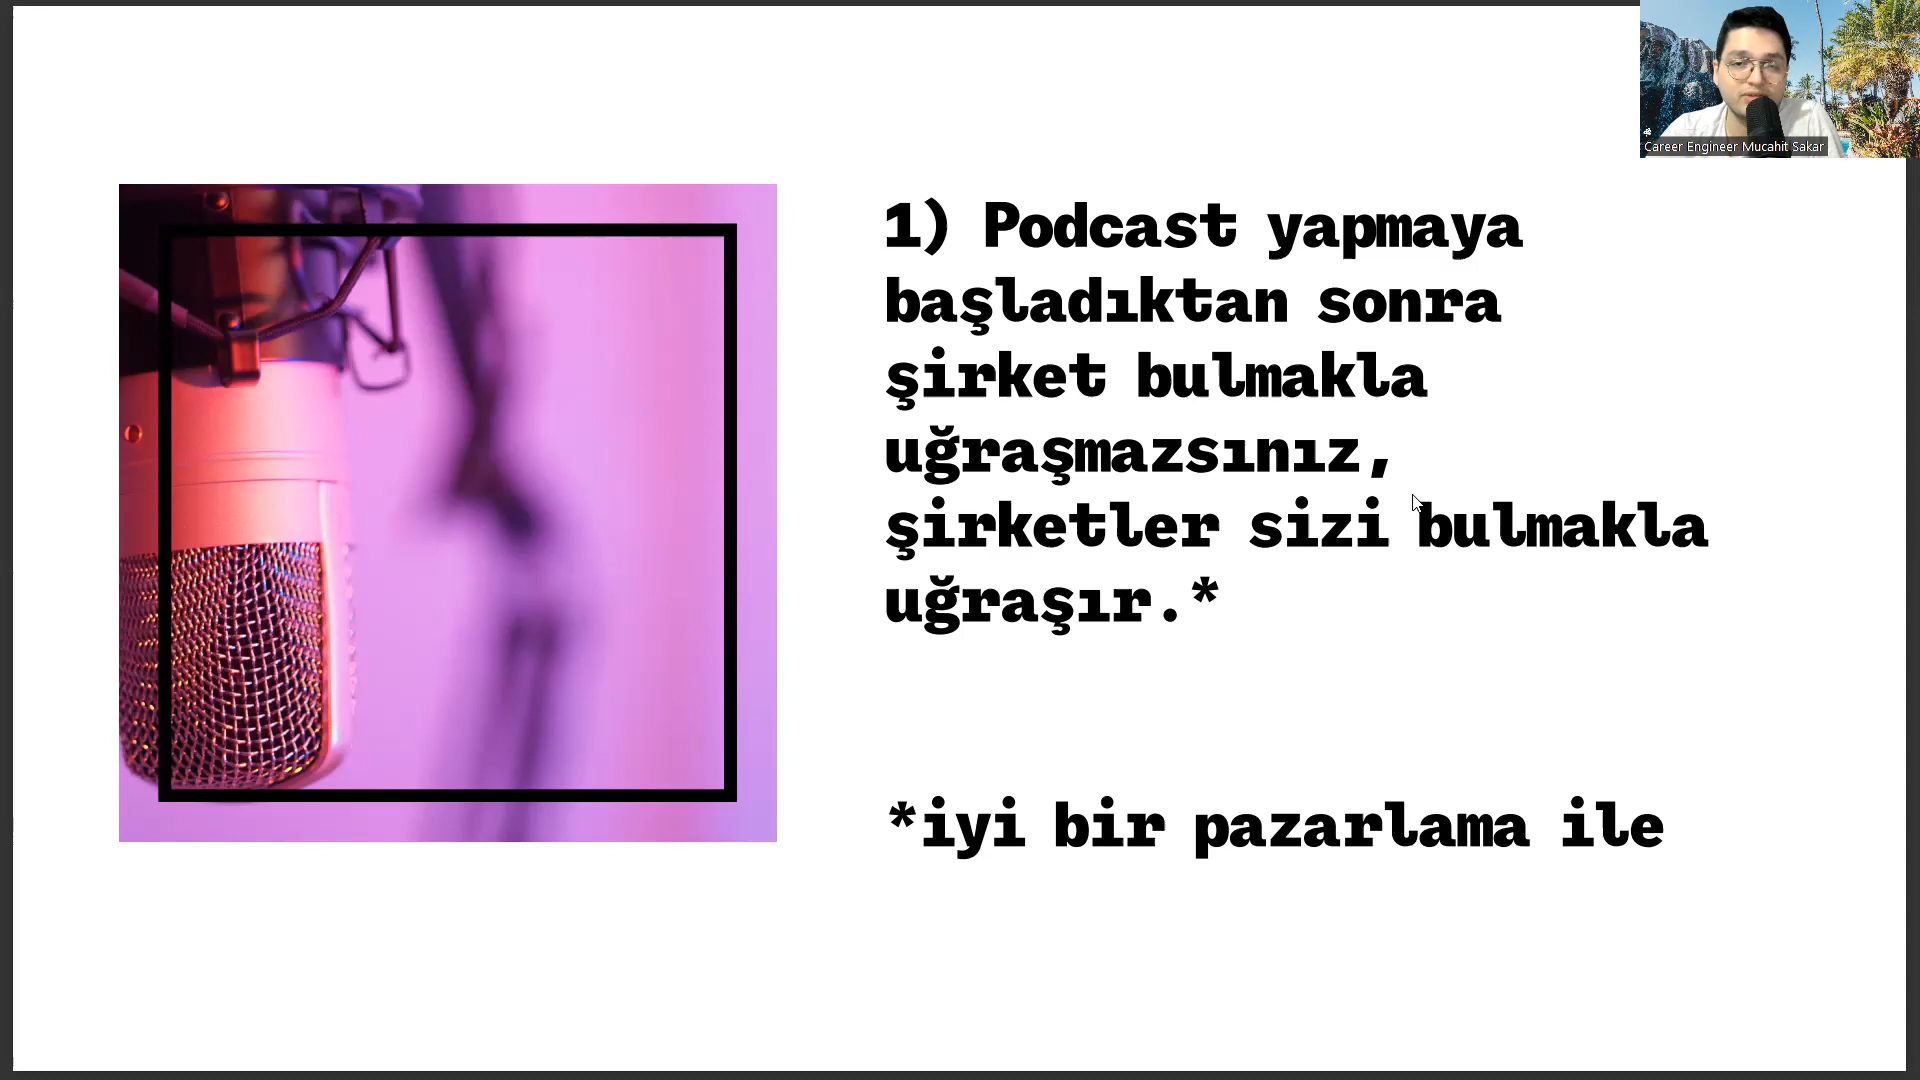 Career Engineer Mucahit Sakar
1) Podcast yapmaya
başladıktan sonra
şirket bulmakla
uğraşmazsınız,
şirketler sizi bulmakla
uğraşır.*
*iyi bir pazarlama ile